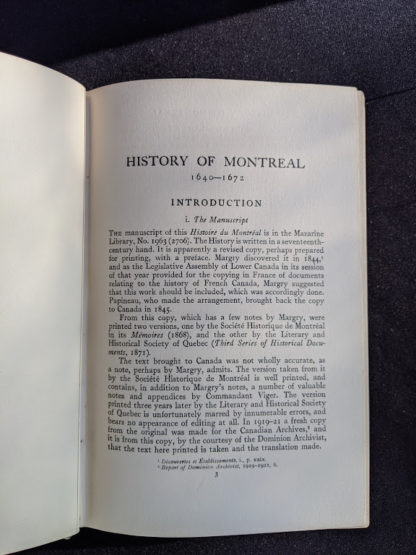 HISTORY OF MONTREAL
1640—1672
INTRODUCTION
i. The Manuscript
THE manuscript of this Histoire du Montréal is in the Mazarine
Library, No. 1963 (2706). The History is written in a seventeenth-
century hand. It is apparently a revised copy, perhaps prepared
for printing, with a preface. Margry discovered it in 1844,¹
and as the Legislative Assembly of Lower Canada in its session
of that year provided for the copying in France of documents
relating to the history of French Canada, Margry suggested
that this work should be included, which was accordingly done.
Papineau, who made the arrangement, brought back the copy
to Canada in 1845.
From this copy, which has a few notes by Margry, were
printed two versions, one by the Société Historique de Montréal
in its Mémoires (1868), and the other by the Literary and
Historical Society of Quebec (Third Series of Historical Docu-
ments, 1871).
The text brought to Canada was not wholly accurate, as
a note, perhaps by Margry, admits. The version taken from it
by the Société Historique de Montréal is well printed, and
contains, in addition to Margry's notes, a number of valuable
notes and appendices by Commandant Viger. The version
printed three years later by the Literary and Historical Society
of Quebec is unfortunately marred by innumerable errors, and
bears no appearance of editing at all. In 1919-21 a fresh copy
from the original was made for the Canadian Archives,² and
it is from this copy, by the courtesy of the Dominion Archivist,
that the text here printed is taken and the translation made.
¹ Découvertes et Établissements, i., p. xxix.
² Report of Dominion Archivist, 1919-1921, 6.
3